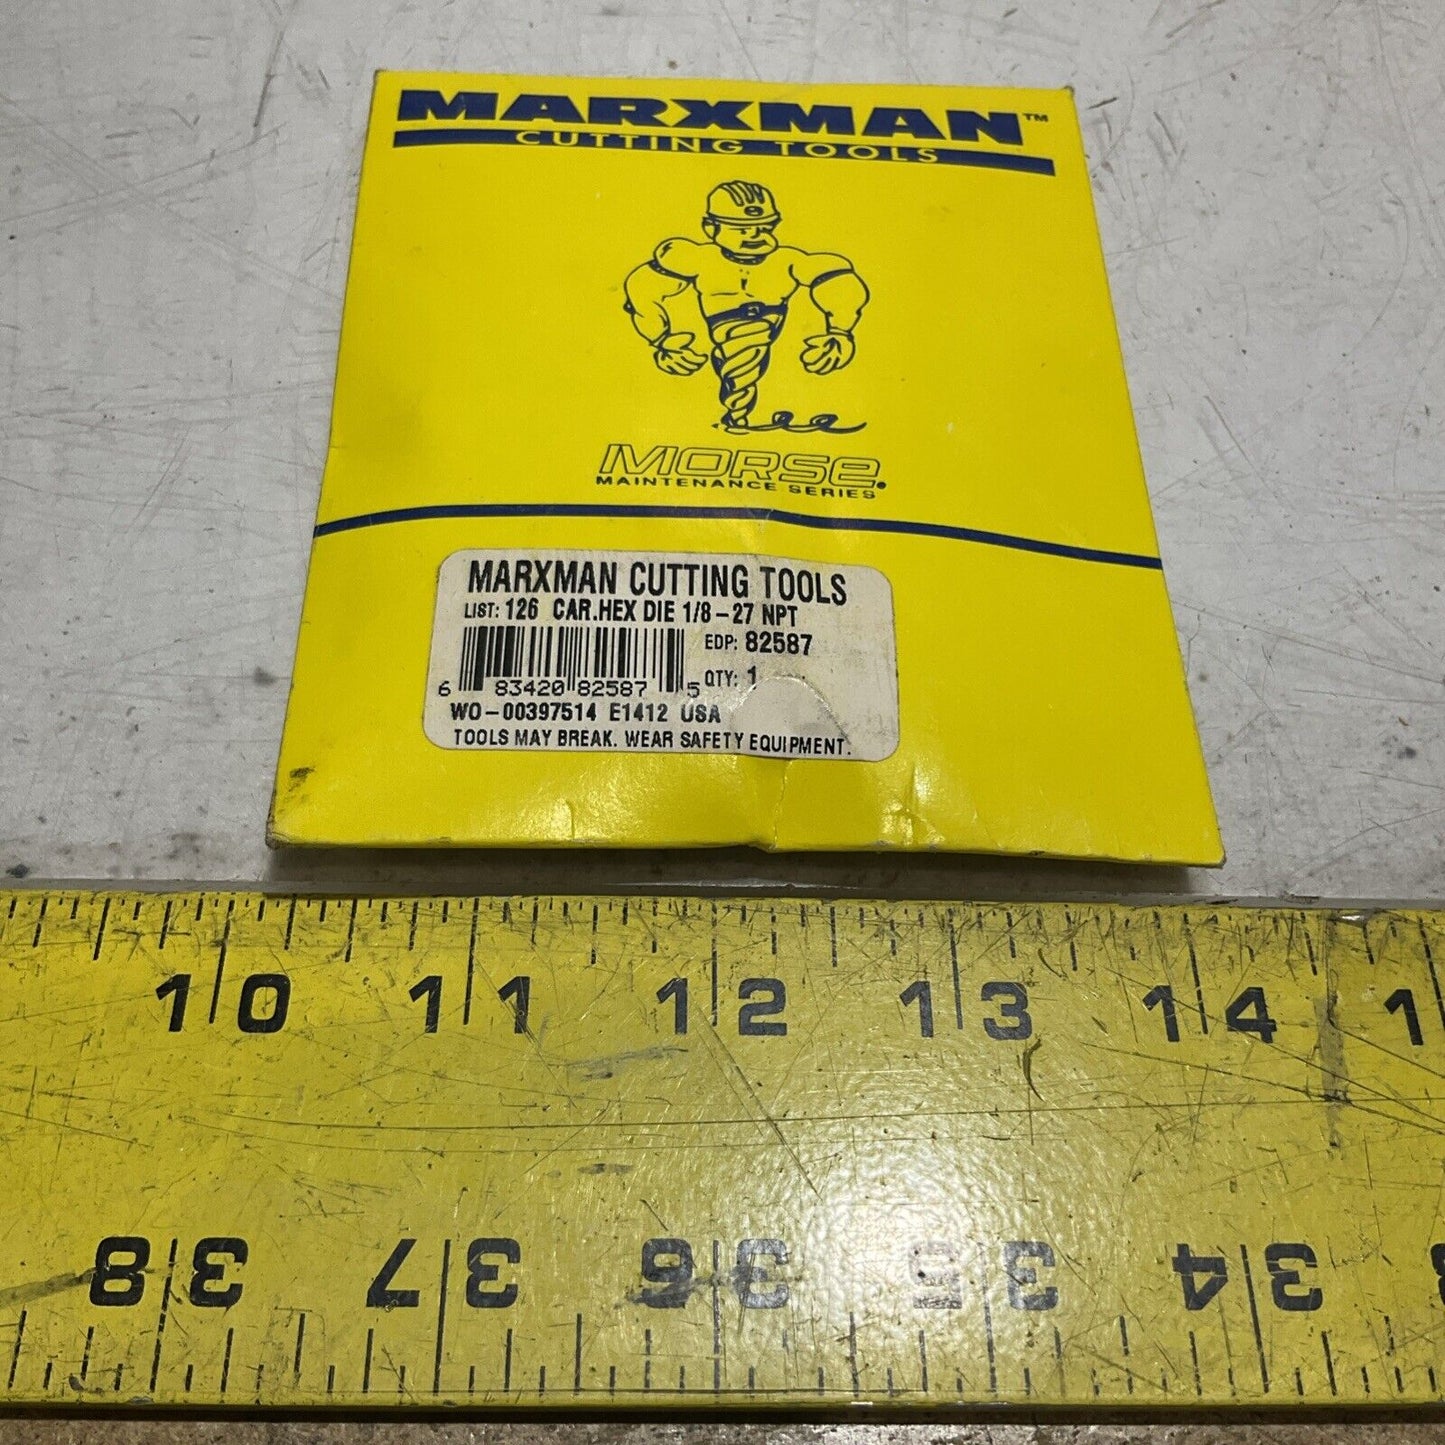 MARXMAN™
CUTTING TOOLS
MORSE.
MAINTENANCE SERIES
MARXMAN CUTTING TOOLS
LIST: 126 CAR.HEX DIE 1/8-27 NPT
EDP: 82587
6 83420 82587 5
QTY: 1
WO-00397514 E1412 USA
TOOLS MAY BREAK. WEAR SAFETY EQUIPMENT.
10 11 12 13 14 1
38 37 36 35 34